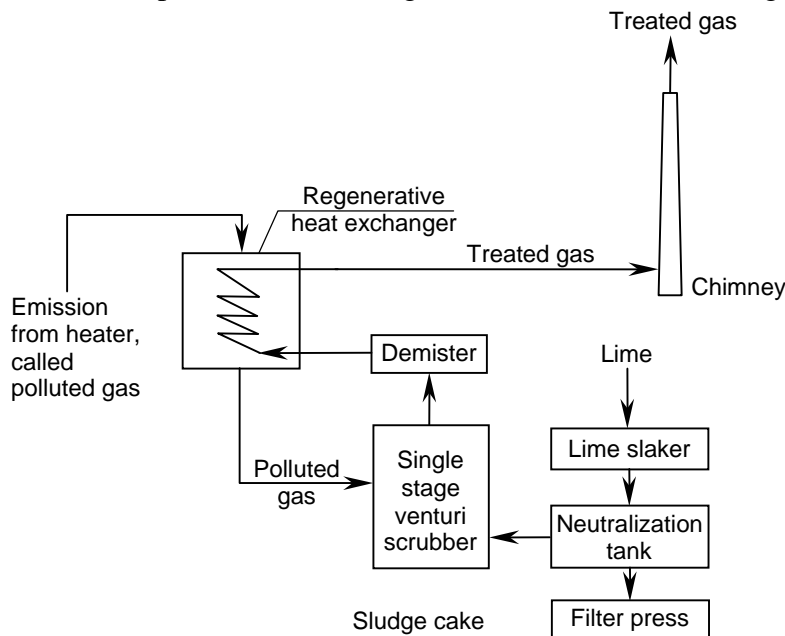 Treated gas
Regenerative
heat exchanger
Treated gas
Chimney
Emission
from heater,
called
polluted gas
Demister
Lime
Lime slaker
Polluted
gas
Single
stage
venturi
scrubber
Neutralization
tank
Sludge cake
Filter press